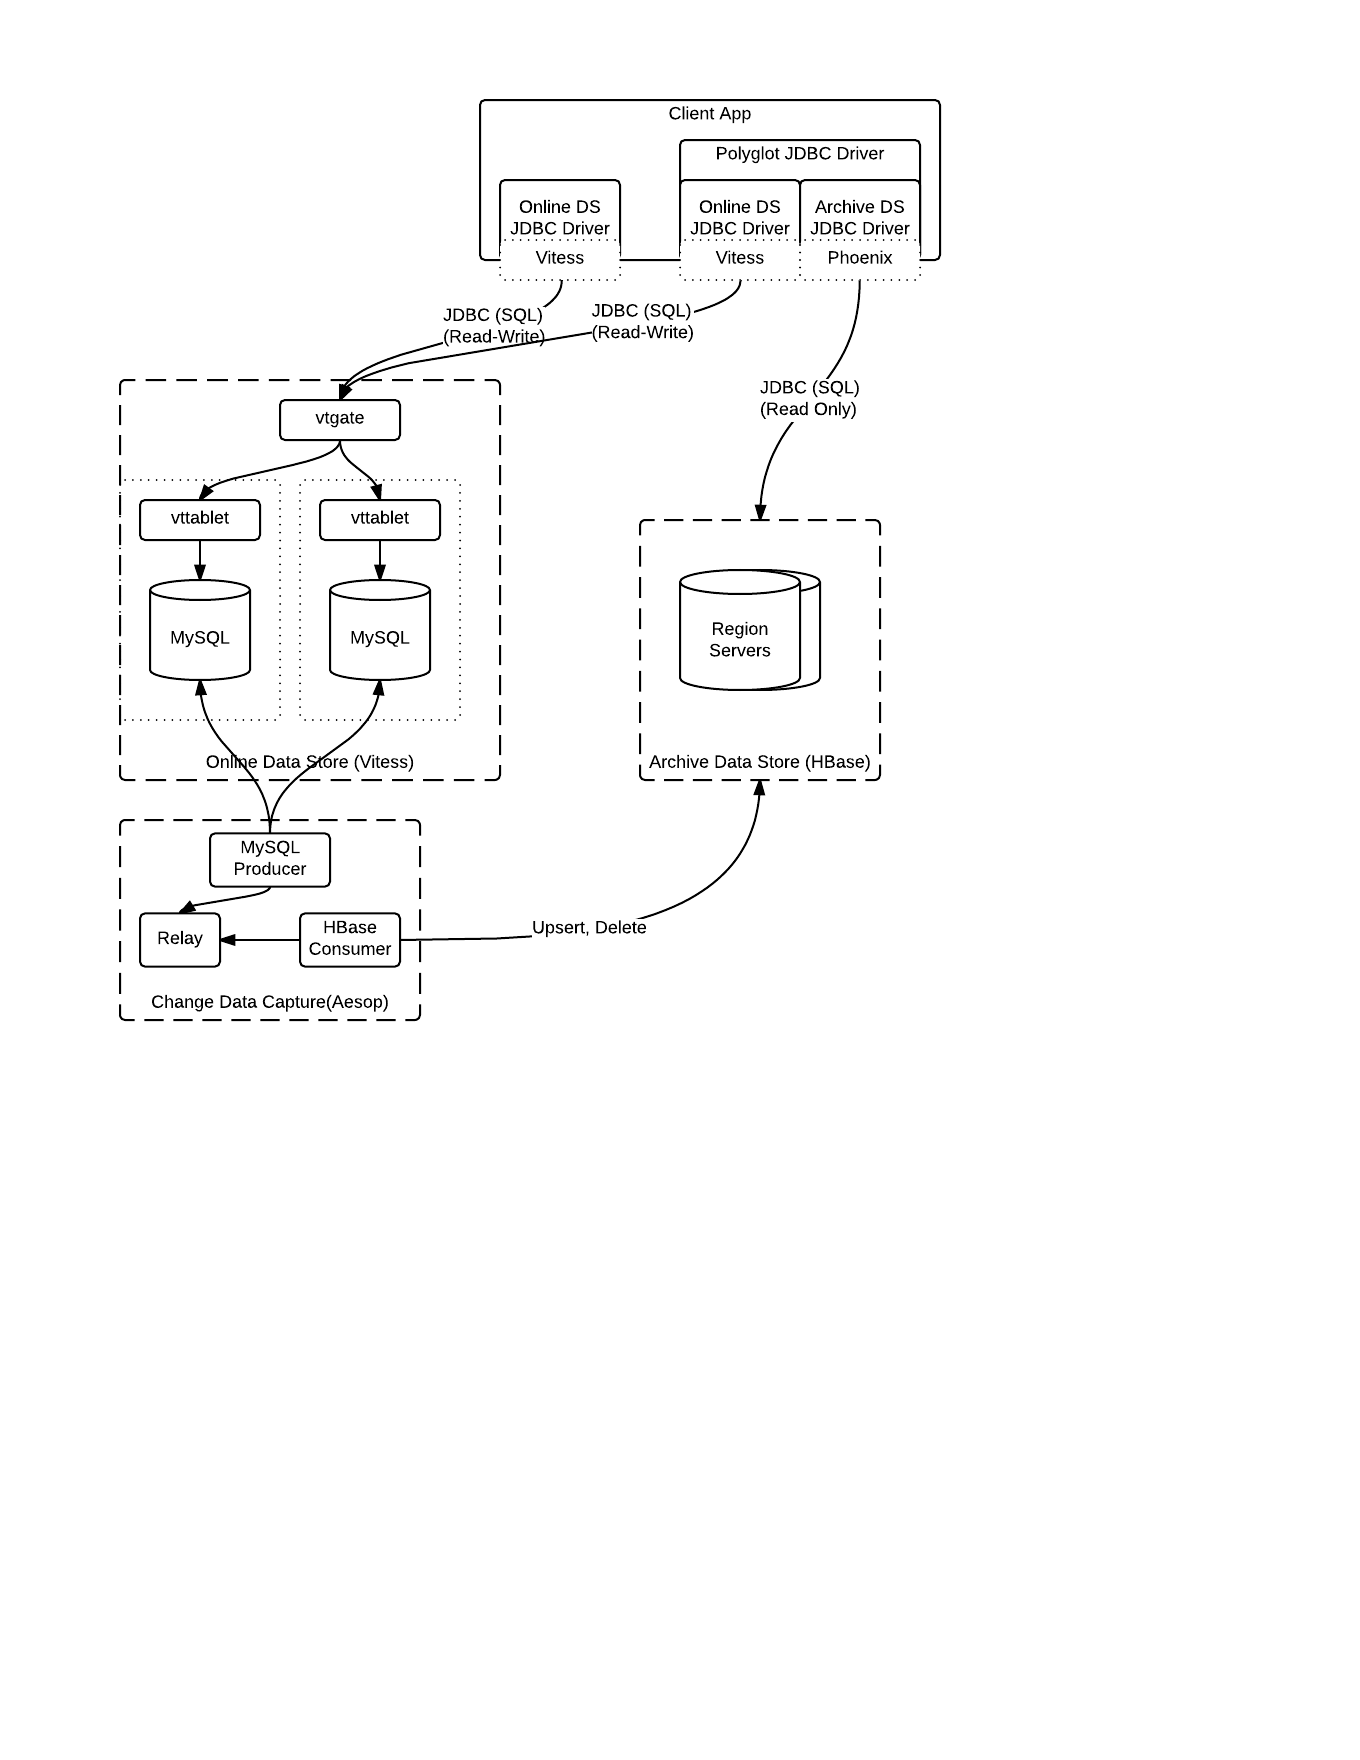 Client App
Polyglot JDBC Driver
Online DS
JDBC Driver
Vitess
Online DS
JDBC Driver
Vitess
Archive DS
JDBC Driver
Phoenix
JDBC (SQL)
(Read-Write)
JDBC (SQL)
(Read-Write)
JDBC (SQL)
(Read Only)
vtgate
vttablet
vttablet
MySQL
MySQL
Online Data Store (Vitess)
Region
Servers
Archive Data Store (HBase)
MySQL
Producer
Relay
HBase
Consumer
Upsert, Delete
Change Data Capture(Aesop)